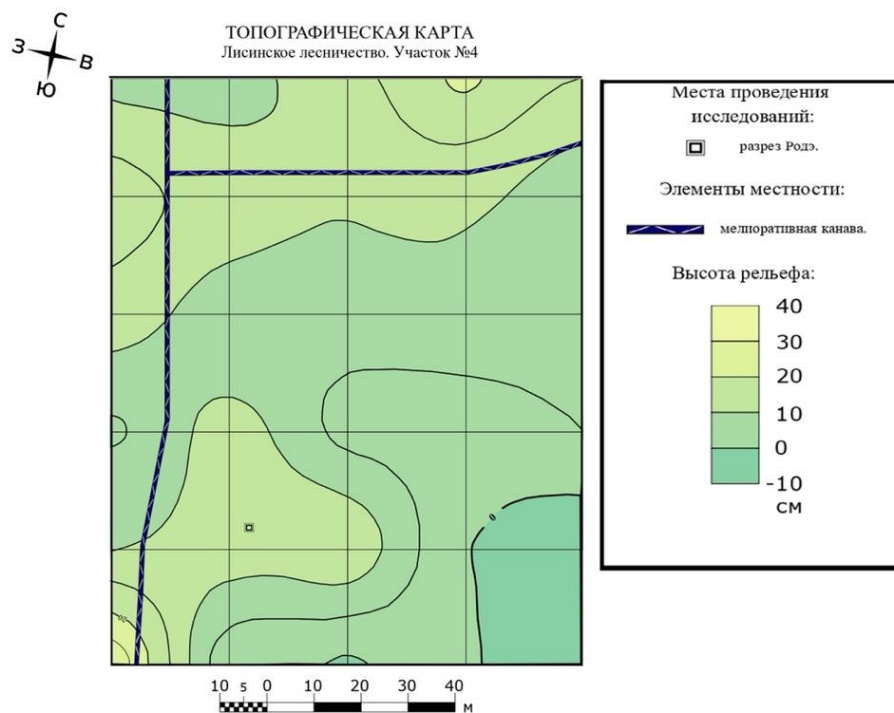 ТОПОГРАФИЧЕСКАЯ КАРТА
Лисинское лесничество. Участок №4
С
З
В
Ю
Места проведения
исследований:
разрез Родэ.
Элементы местности:
мелиоративная канава.
Высота рельефа:
40
30
20
10
0
-10
см
0
20
10 5 0 10 20 30 40
м